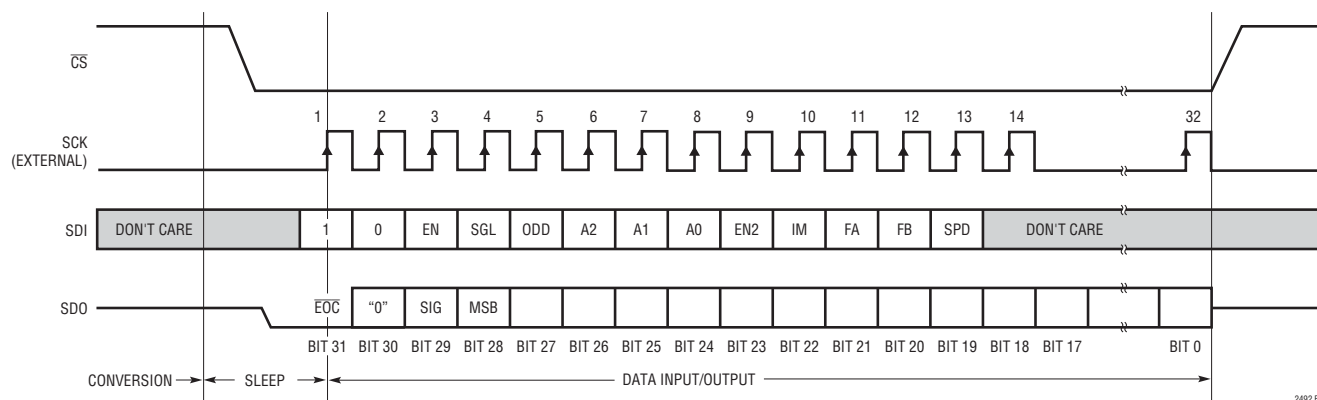 CS
1 2 3 4 5 6 7 8 9 10 11 12 13 14 32
SCK
(EXTERNAL)
SDI DON'T CARE 1 0 EN SGL ODD A2 A1 A0 EN2 IM FA FB SPD DON'T CARE
SDO EOC “0” SIG MSB
BIT 31 BIT 30 BIT 29 BIT 28 BIT 27 BIT 26 BIT 25 BIT 24 BIT 23 BIT 22 BIT 21 BIT 20 BIT 19 BIT 18 BIT 17 BIT 0
CONVERSION SLEEP DATA INPUT/OUTPUT